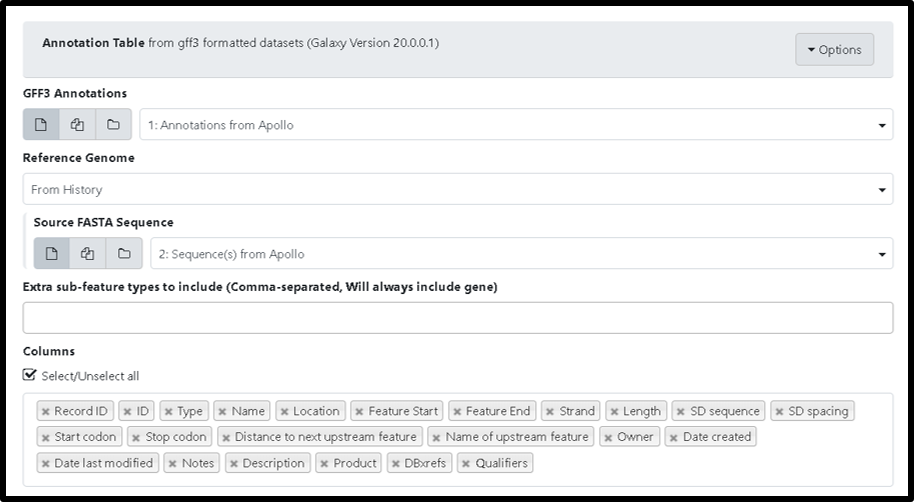 Annotation Table from gff3 formatted datasets (Galaxy Version 20.0.0.1)
Options
GFF3 Annotations
1: Annotations from Apollo
Reference Genome
From History
Source FASTA Sequence
2: Sequence(s) from Apollo
Extra sub-feature types to include (Comma-separated, Will always include gene)
Columns
Select/Unselect all
Record ID ID Type Name Location Feature Start Feature End Strand Length SD sequence SD spacing
Start codon Stop codon Distance to next upstream feature Name of upstream feature Owner Date created
Date last modified Notes Description Product DBxrefs Qualifiers